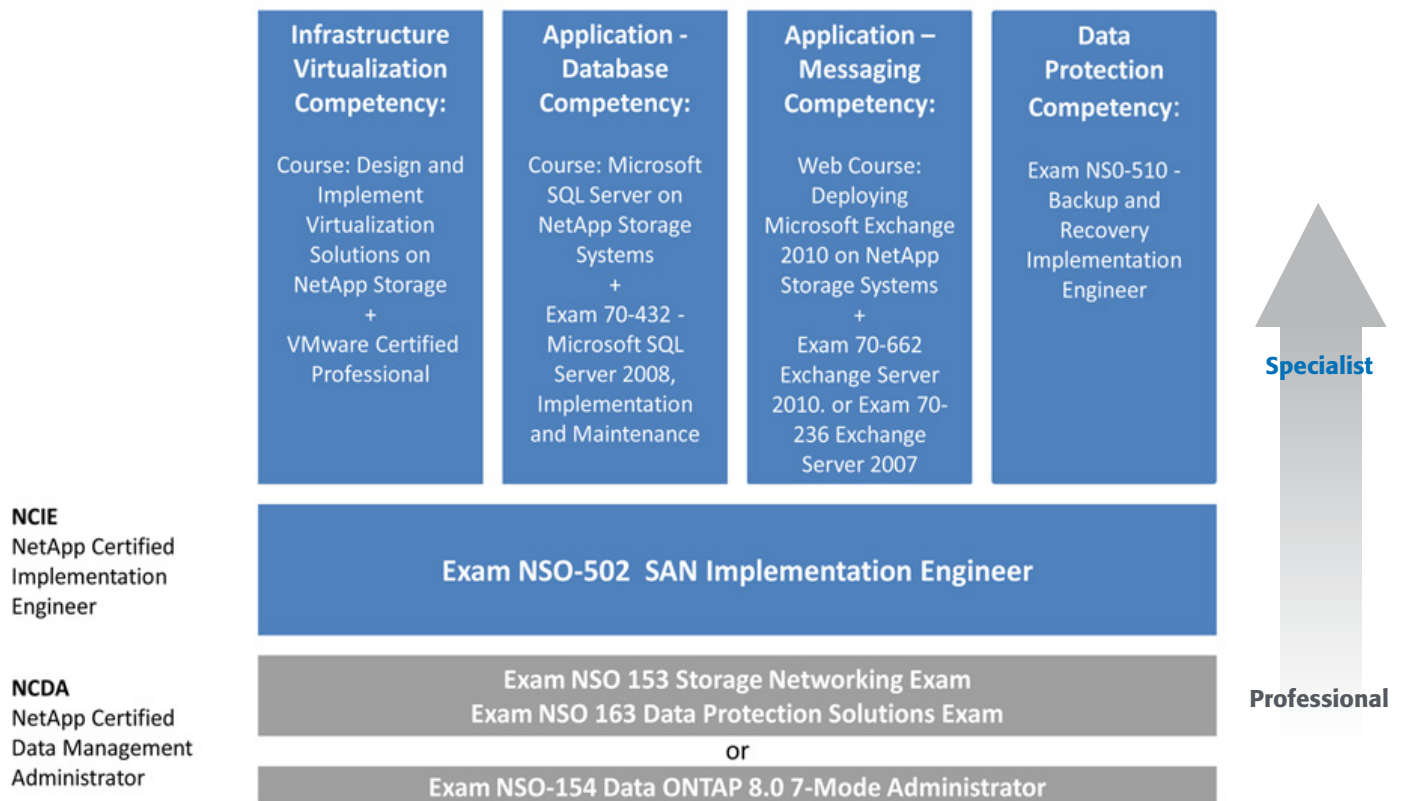 Infrastructure
Virtualization
Competency:
Course: Design and
Implement
Virtualization
Solutions on
NetApp Storage
+
VMware Certified
Professional
Application -
Database
Competency:
Course: Microsoft
SQL Server on
NetApp Storage
Systems
+
Exam 70-432 -
Microsoft SQL
Server 2008,
Implementation
and Maintenance
Application –
Messaging
Competency:
Web Course:
Deploying
Microsoft Exchange
2010 on NetApp
Storage Systems
+
Exam 70-662
Exchange Server
2010. or Exam 70-
236 Exchange
Server 2007
Data
Protection
Competency:
Exam NS0-510 -
Backup and
Recovery
Implementation
Engineer
Specialist
NCIE
NetApp Certified
Implementation
Engineer
Exam NSO-502 SAN Implementation Engineer
NCDA
NetApp Certified
Data Management
Administrator
Exam NSO 153 Storage Networking Exam
Exam NSO 163 Data Protection Solutions Exam
or
Exam NSO-154 Data ONTAP 8.0 7-Mode Administrator
Professional